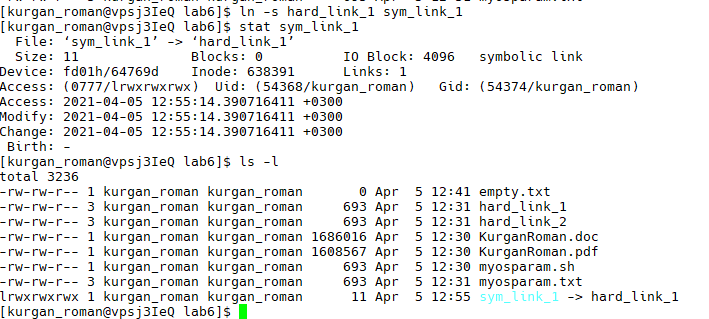 [kurgan_roman@vpsj3IeQ lab6]$ ln -s hard_link_1 sym_link_1
[kurgan_roman@vpsj3IeQ lab6]$ stat sym_link_1
  File: ‘sym_link_1’ -> ‘hard_link_1’
  Size: 11              Blocks: 0          IO Block: 4096   symbolic link
Device: fd01h/64769d    Inode: 638391      Links: 1
Access: (0777/lrwxrwxrwx)  Uid: (54368/kurgan_roman)   Gid: (54374/kurgan_roman)
Access: 2021-04-05 12:55:14.390716411 +0300
Modify: 2021-04-05 12:55:14.390716411 +0300
Change: 2021-04-05 12:55:14.390716411 +0300
 Birth: -
[kurgan_roman@vpsj3IeQ lab6]$ ls -l
total 3236
-rw-rw-r-- 1 kurgan_roman kurgan_roman       0 Apr  5 12:41 empty.txt
-rw-rw-r-- 3 kurgan_roman kurgan_roman     693 Apr  5 12:31 hard_link_1
-rw-rw-r-- 3 kurgan_roman kurgan_roman     693 Apr  5 12:31 hard_link_2
-rw-rw-r-- 1 kurgan_roman kurgan_roman 1686016 Apr  5 12:30 KurganRoman.doc
-rw-rw-r-- 1 kurgan_roman kurgan_roman 1608567 Apr  5 12:30 KurganRoman.pdf
-rw-rw-r-- 1 kurgan_roman kurgan_roman     693 Apr  5 12:30 myosparam.sh
-rw-rw-r-- 3 kurgan_roman kurgan_roman     693 Apr  5 12:31 myosparam.txt
lrwxrwxrwx 1 kurgan_roman kurgan_roman      11 Apr  5 12:55 sym_link_1 -> hard_link_1
[kurgan_roman@vpsj3IeQ lab6]$